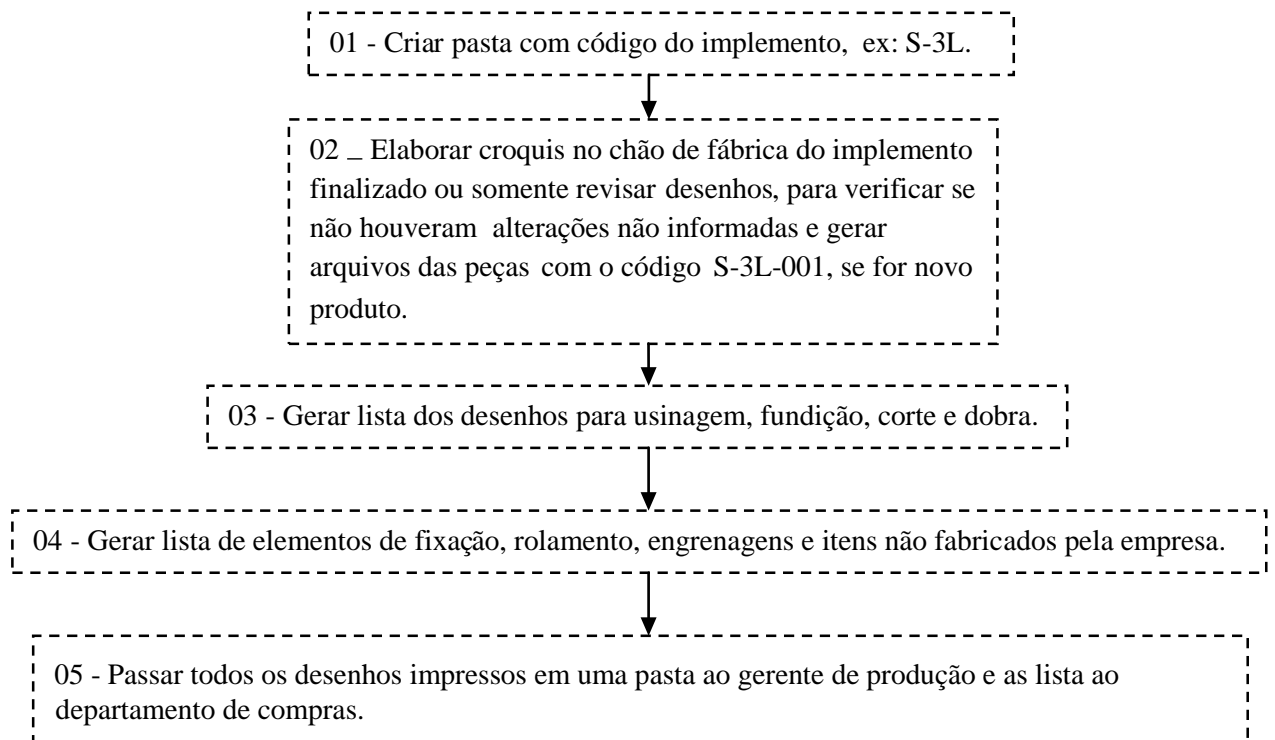 01 - Criar pasta com código do implemento, ex: S-3L.
02 _ Elaborar croquis no chão de fábrica do implemento
finalizado ou somente revisar desenhos, para verificar se
não houveram alterações não informadas e gerar
arquivos das peças com o código S-3L-001, se for novo
produto.
03 - Gerar lista dos desenhos para usinagem, fundição, corte e dobra.
04 - Gerar lista de elementos de fixação, rolamento, engrenagens e itens não fabricados pela empresa.
05 - Passar todos os desenhos impressos em uma pasta ao gerente de produção e as lista ao
departamento de compras.